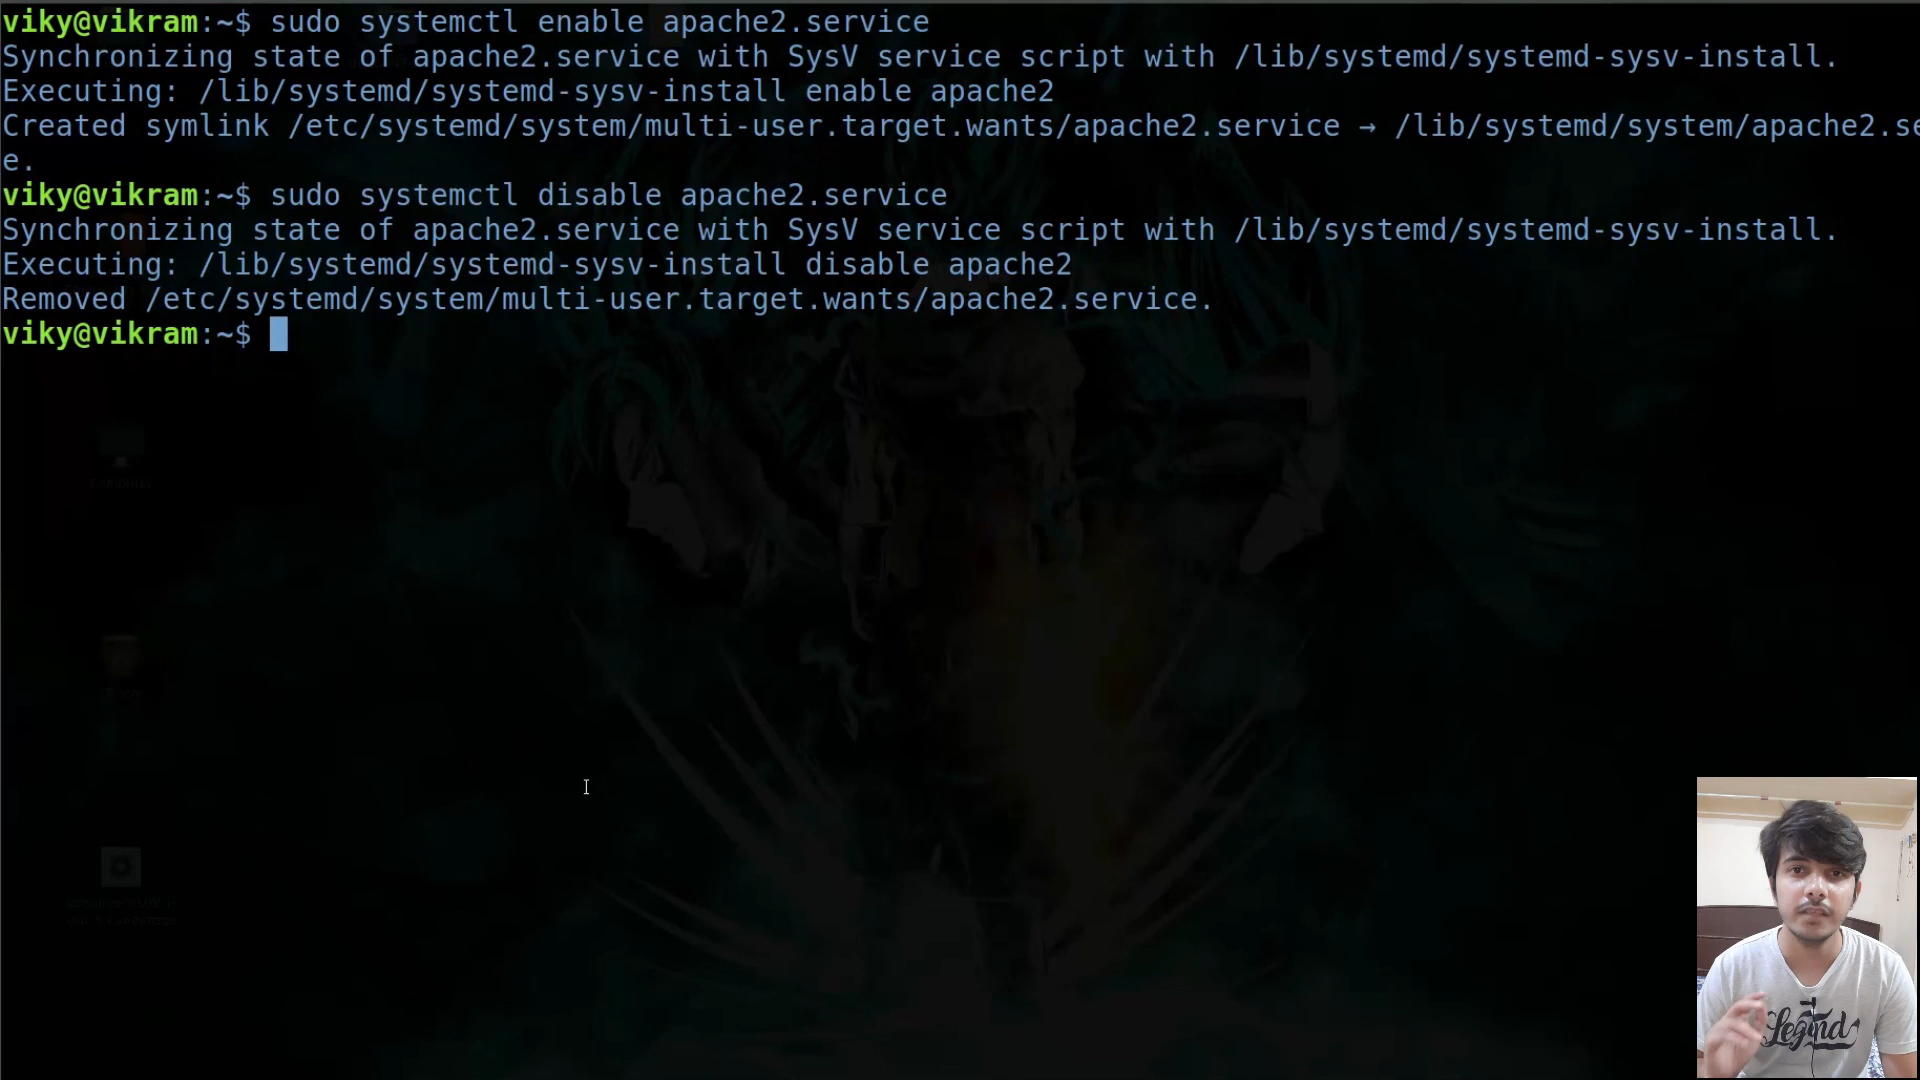 viky@vikram:~$ sudo systemctl enable apache2.service
Synchronizing state of apache2.service with SysV service script with /lib/systemd/systemd-sysv-install.
Executing: /lib/systemd/systemd-sysv-install enable apache2
Created symlink /etc/systemd/system/multi-user.target.wants/apache2.service → /lib/systemd/system/apache2.se
e.
viky@vikram:~$ sudo systemctl disable apache2.service
Synchronizing state of apache2.service with SysV service script with /lib/systemd/systemd-sysv-install.
Executing: /lib/systemd/systemd-sysv-install disable apache2
Removed /etc/systemd/system/multi-user.target.wants/apache2.service.
viky@vikram:~$
Legend